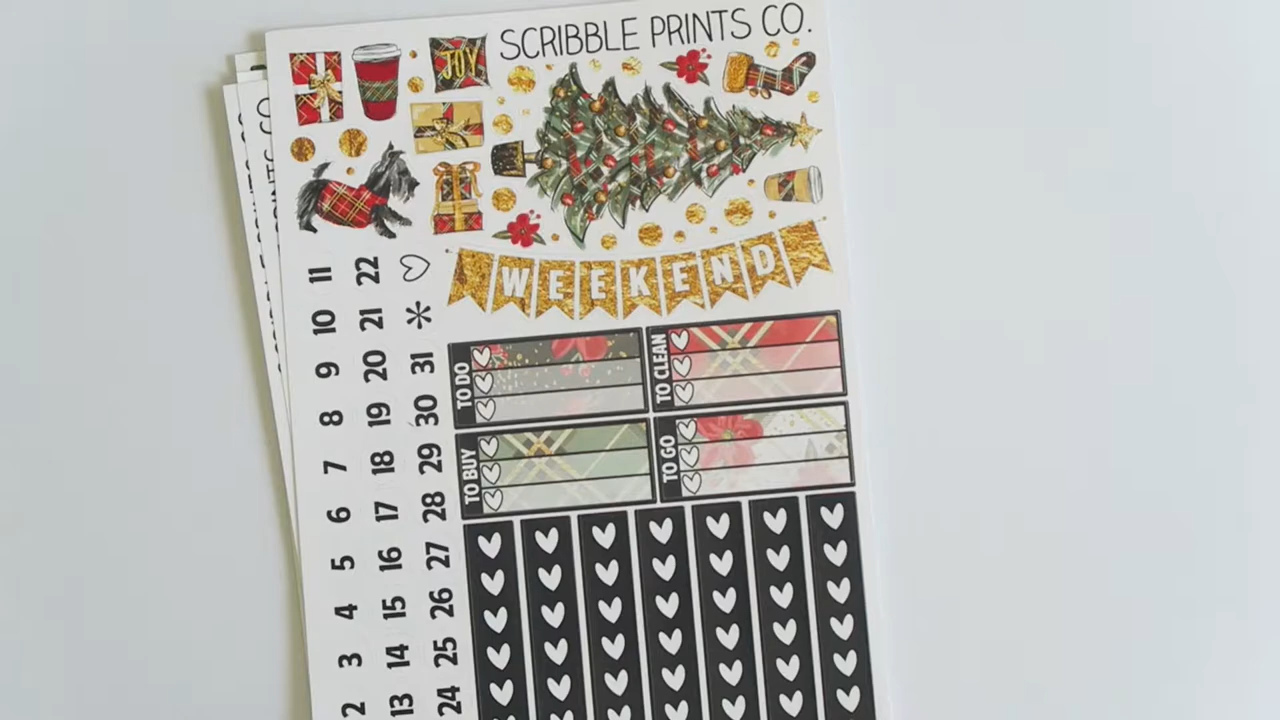 SCRIBBLE PRINTS CO.
JOY
WEEKEND
TO DO
TO CLEAN
TO BUY
TO GO
11 22
10 21 *
9 20 31
8 19 30
7 18 29
6 17 28
5 16 27
4 15 26
3 14 25
2 13 24